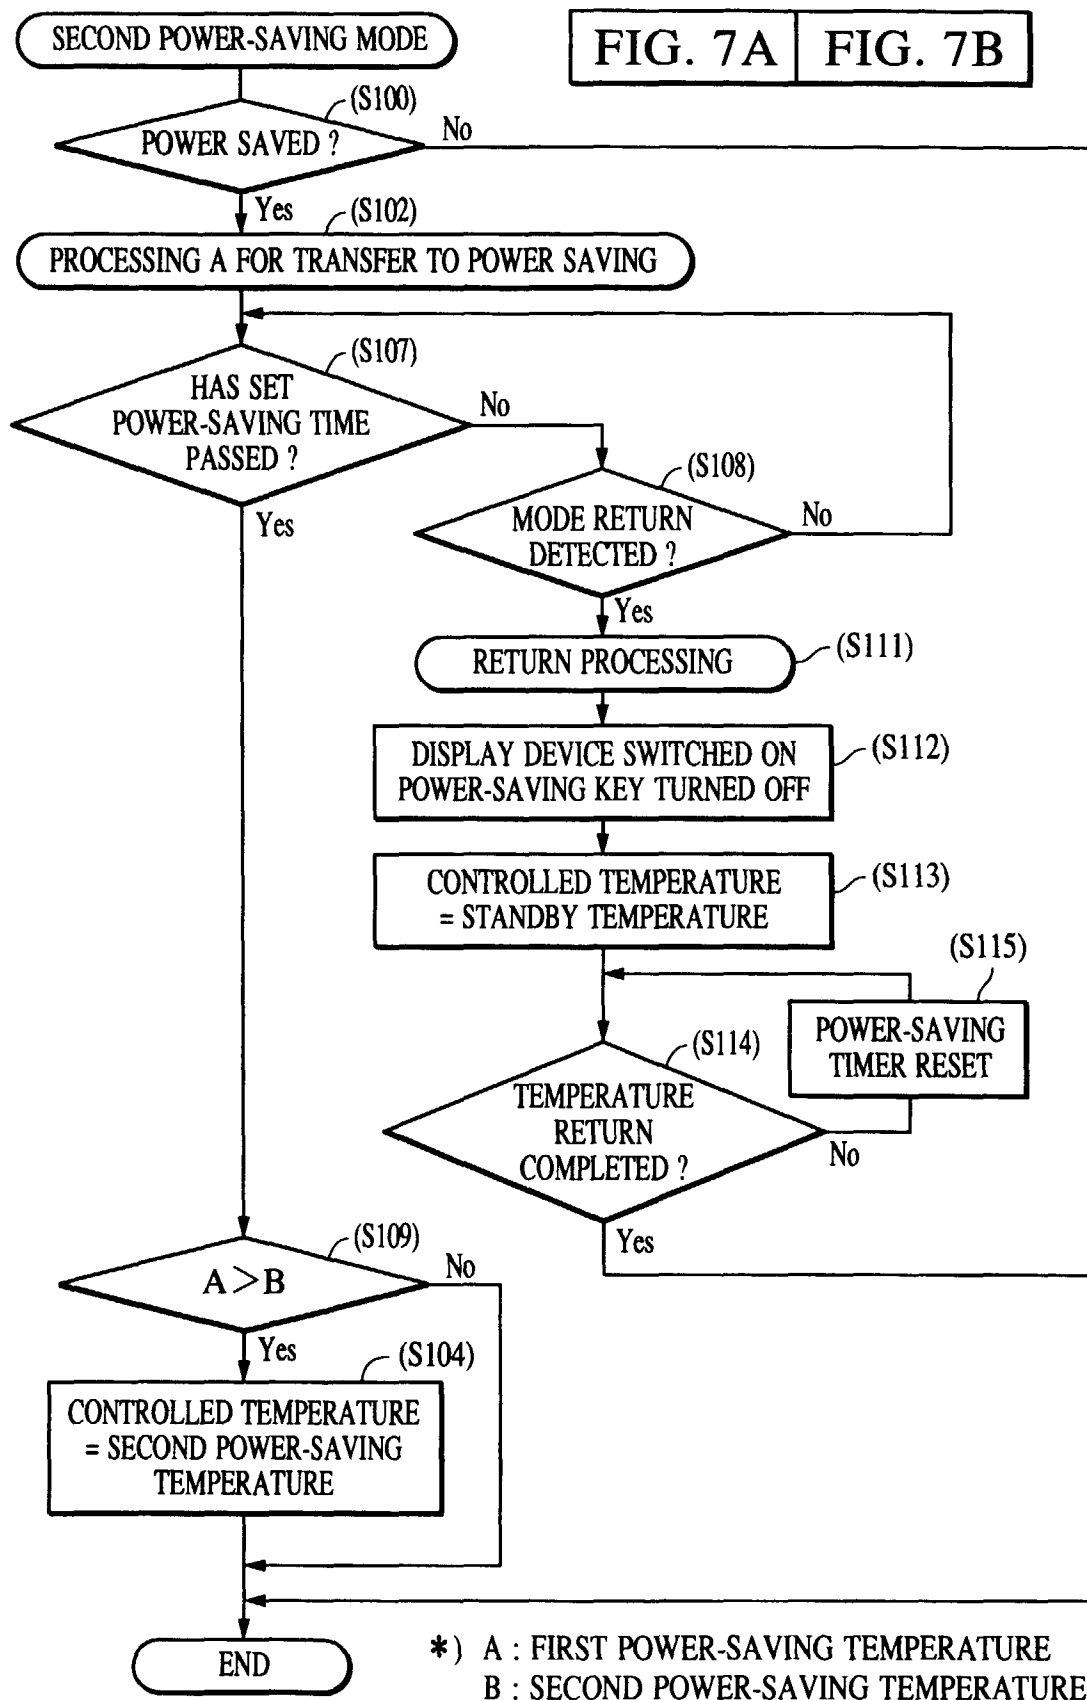 SECOND POWER-SAVING MODE
FIG. 7A
FIG. 7B
(S100)
POWER SAVED ?
No
Yes
(S102)
PROCESSING A FOR TRANSFER TO POWER SAVING
(S107)
HAS SET
POWER-SAVING TIME
PASSED ?
No
Yes
(S108)
MODE RETURN
DETECTED ?
No
Yes
RETURN PROCESSING
(S111)
DISPLAY DEVICE SWITCHED ON
POWER-SAVING KEY TURNED OFF
(S112)
CONTROLLED TEMPERATURE
= STANDBY TEMPERATURE
(S113)
(S115)
POWER-SAVING
TIMER RESET
(S114)
TEMPERATURE
RETURN
COMPLETED ?
No
Yes
(S109)
A > B
No
Yes
(S104)
CONTROLLED TEMPERATURE
= SECOND POWER-SAVING
TEMPERATURE
END
*) A : FIRST POWER-SAVING TEMPERATURE
B : SECOND POWER-SAVING TEMPERATURE